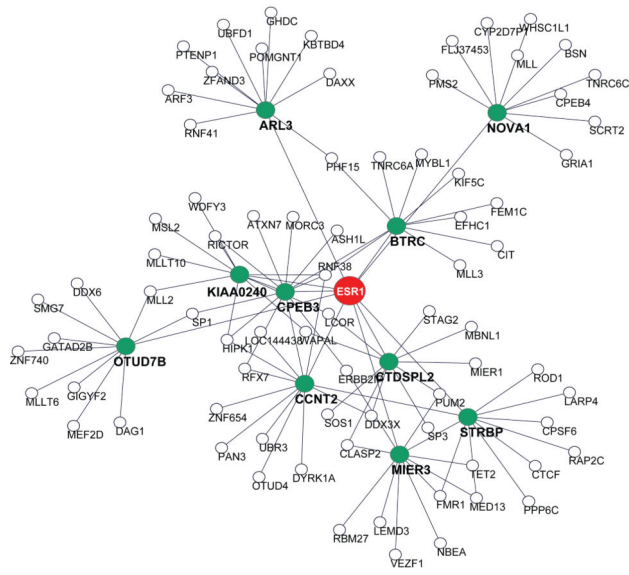 GHDC
UBFD1
KBTBD4
PTENP1
POMGNT1
ZFAND3
DAXX
ARF3
RNF41
ARL3
WHSC1L1
CYP2D7P1
FLJ37453
BSN
MLL
PMS2
TNRC6C
CPEB4
NOVA1
SCRT2
GRIA1
PHF15
TNRC6A
MYBL1
KIF5C
FEM1C
EFHC1
BTRC
CIT
MLL3
WDFY3
MSL2
ATXN7
MORC3
ASH1L
RICTOR
MLLT10
RNF38
KIAA0240
CPEB3
ESR1
DDX6
SMG7
MLL2
SP1
GATAD2B
ZNF740
OTUD7B
MLLT6
GIGYF2
MEF2D
DAG1
LCOR
STAG2
MBNL1
LOC144438
WAPAL
HIPK1
RFX7
ERBB2I
CTDSPL2
MIER1
CCNT2
PUM2
ROD1
LARP4
ZNF654
SOS1
DDX3X
SP3
STRBP
CPSF6
RAP2C
UBR3
PAN3
CLASP2
OTUD4
DYRK1A
MIER3
TET2
CTCF
FMR1
MED13
PPP6C
LEMD3
RBM27
NBEA
VEZF1